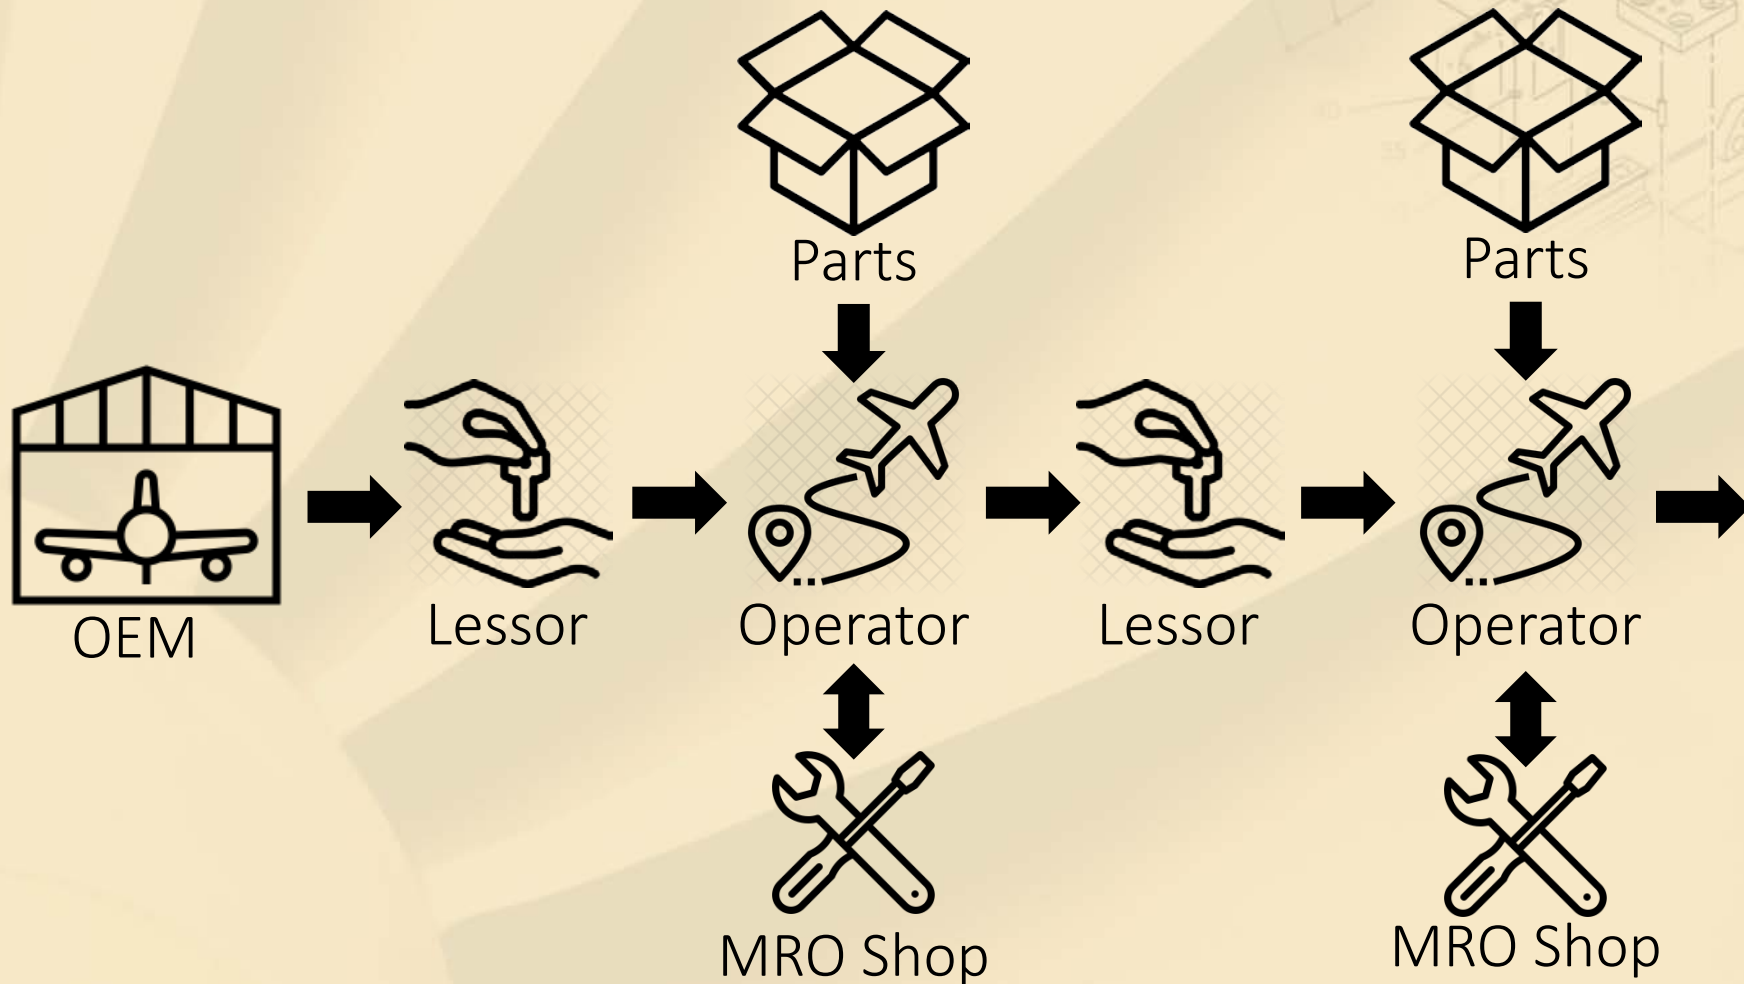 Parts
Parts
OEM
Lessor
Operator
Lessor
Operator
MRO Shop
MRO Shop